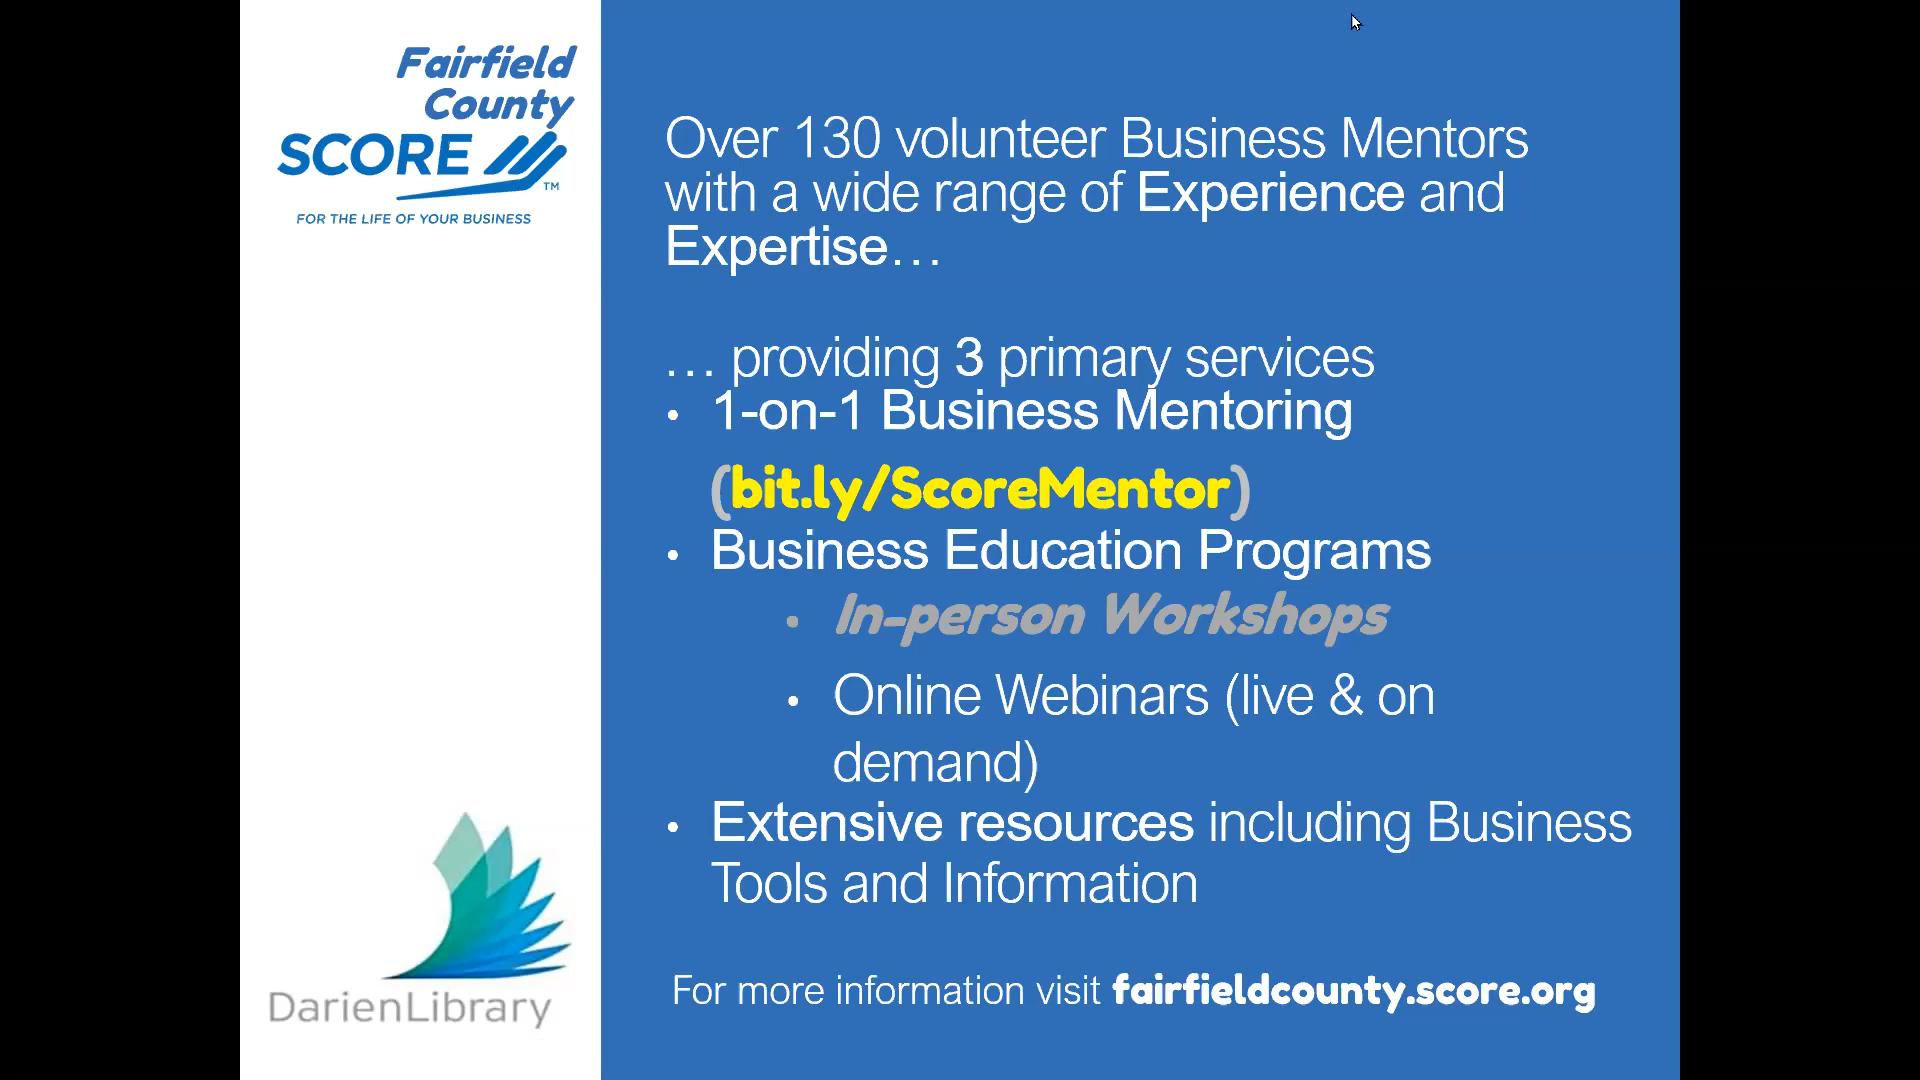 Fairfield
County
SCORE
TM
FOR THE LIFE OF YOUR BUSINESS
Over 130 volunteer Business Mentors
with a wide range of Experience and
Expertise…
… providing 3 primary services
• 1-on-1 Business Mentoring
(bit.ly/ScoreMentor)
• Business Education Programs
• In-person Workshops
• Online Webinars (live & on
demand)
• Extensive resources including Business
Tools and Information
DarienLibrary
For more information visit fairfieldcounty.score.org